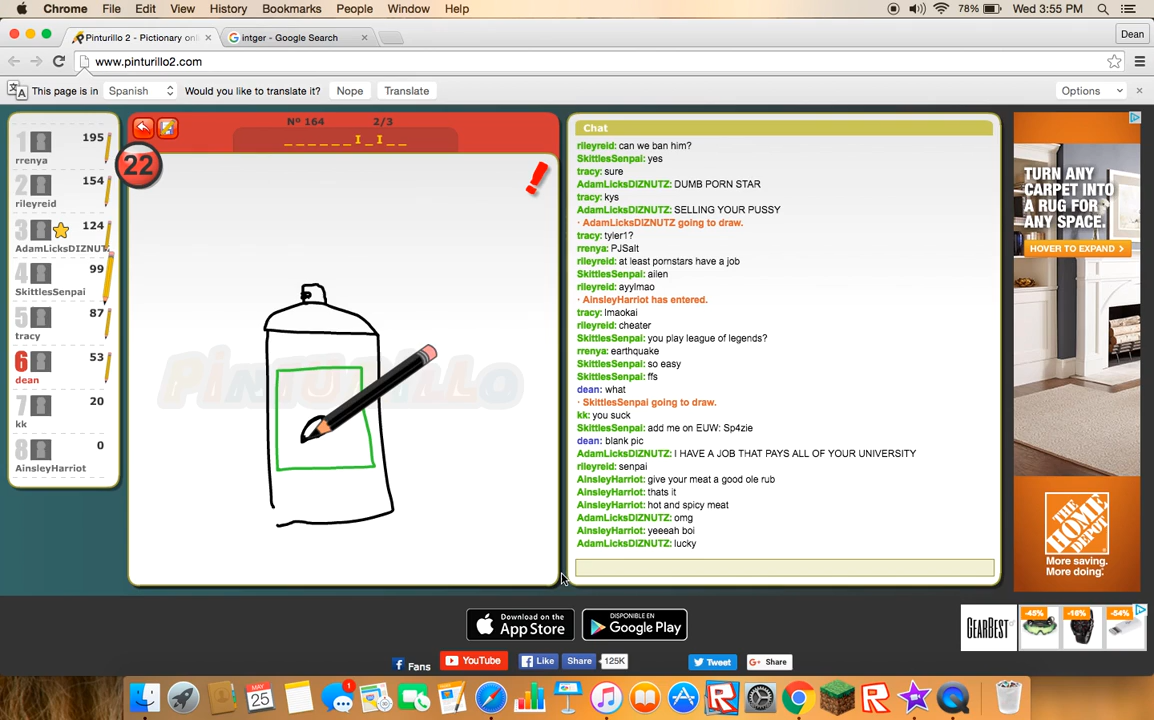 Chrome File Edit View History Bookmarks People Window Help 78% Wed 3:55 PM
Pinturillo 2 - Pictionary onl intger - Google Search Dean
www.pinturillo2.com
This page is in Spanish Would you like to translate it? Nope Translate Options
1 195
rrenya
2 154
rileyreid
3 124
AdamLicksDIZNUTZ
4 99
SkittlesSenpai
5 87
tracy
6 53
dean
7 20
kk
8 0
AinsleyHarriot
22
Nº 164 2/3
_ _ _ _ _ _ I _ I _ _
PINTURILLO
Chat
rileyreid: can we ban him?
SkittlesSenpai: yes
tracy: sure
AdamLicksDIZNUTZ: DUMB PORN STAR
tracy: kys
AdamLicksDIZNUTZ: SELLING YOUR PUSSY
· AdamLicksDIZNUTZ going to draw.
tracy: tyler1?
rrenya: PJSalt
rileyreid: at least pornstars have a job
SkittlesSenpai: ailen
rileyreid: ayylmao
· AinsleyHarriot has entered.
tracy: lmaokai
rileyreid: cheater
SkittlesSenpai: you play league of legends?
rrenya: earthquake
SkittlesSenpai: so easy
SkittlesSenpai: ffs
dean: what
· SkittlesSenpai going to draw.
kk: you suck
SkittlesSenpai: add me on EUW: Sp4zie
dean: blank pic
AdamLicksDIZNUTZ: I HAVE A JOB THAT PAYS ALL OF YOUR UNIVERSITY
rileyreid: senpai
AinsleyHarriot: give your meat a good ole rub
AinsleyHarriot: thats it
AinsleyHarriot: hot and spicy meat
AdamLicksDIZNUTZ: omg
AinsleyHarriot: yeeeah boi
AdamLicksDIZNUTZ: lucky
TURN ANY
CARPET INTO
A RUG FOR
ANY SPACE.
HOVER TO EXPAND
THE HOME DEPOT
More saving.
More doing.
Download on the
App Store
DISPONIBLE EN
Google Play
Fans YouTube Like Share 125K Tweet G+ Share
GEARBEST -45% -18% -54%
1
MAY
25